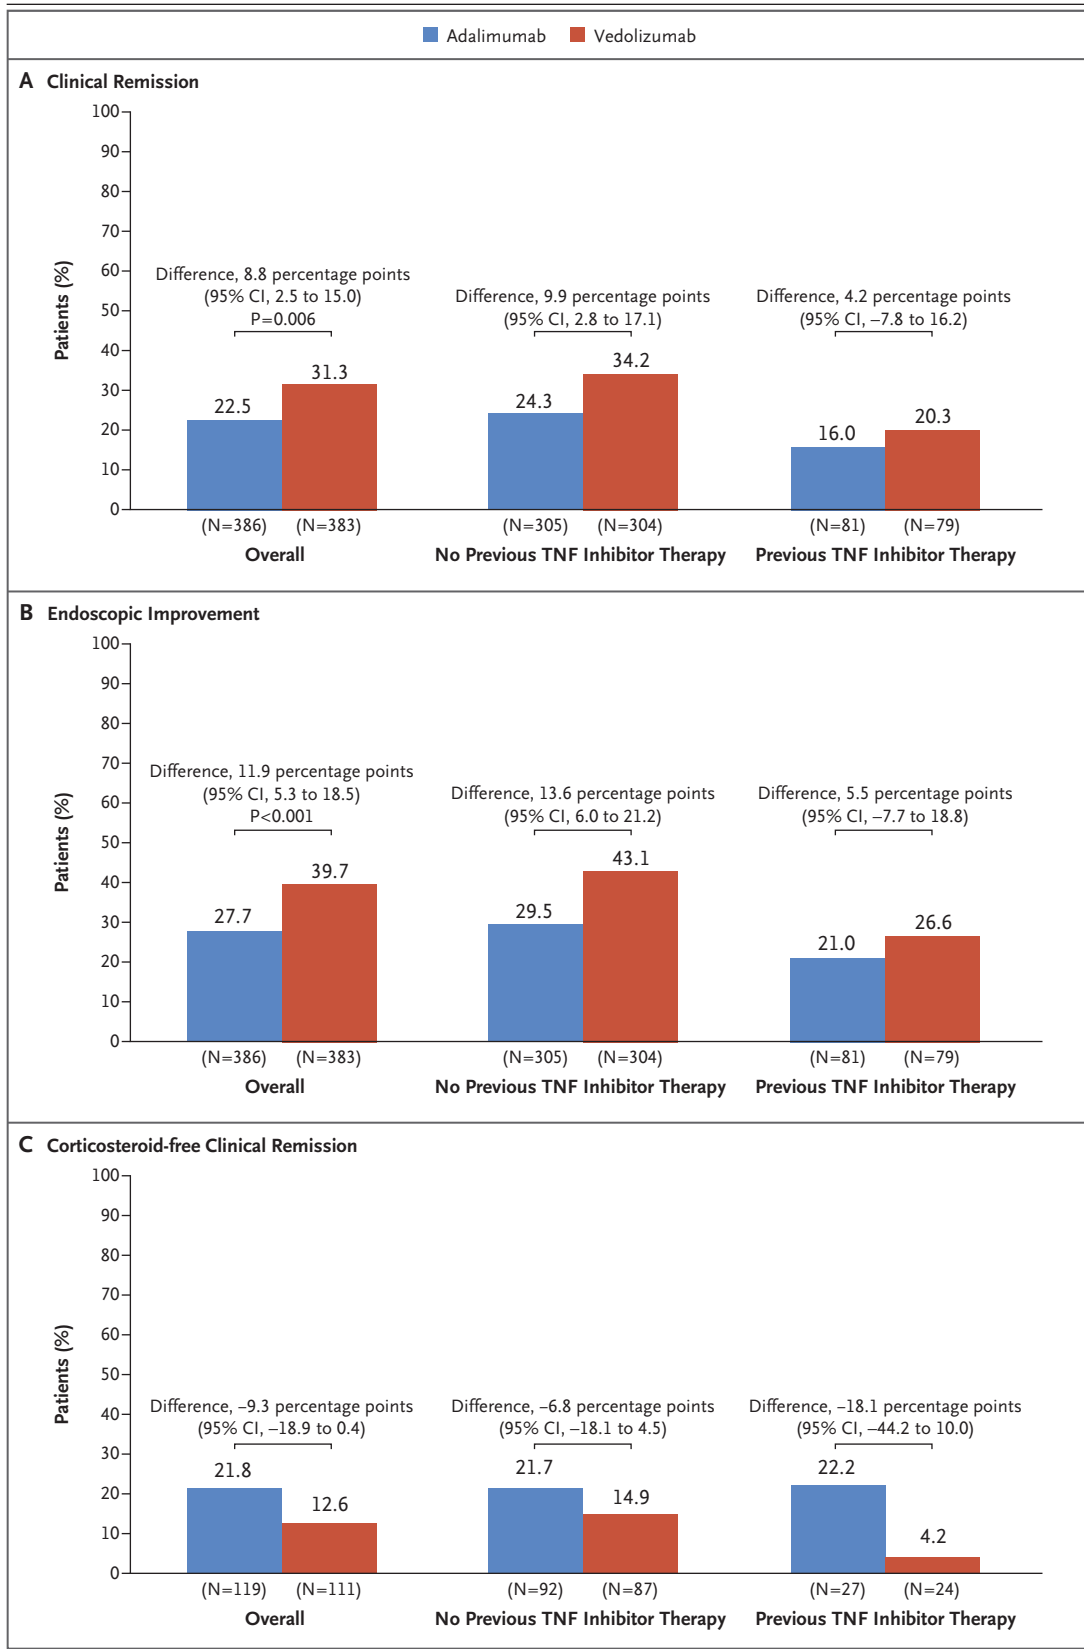 Adalimumab Vedolizumab
A Clinical Remission
100
90
80
70
60
50
40
30
20
10
0
Patients (%)
Difference, 8.8 percentage points
(95% CI, 2.5 to 15.0)
P=0.006
Difference, 9.9 percentage points
(95% CI, 2.8 to 17.1)
Difference, 4.2 percentage points
(95% CI, –7.8 to 16.2)
22.5
31.3
24.3
34.2
16.0
20.3
(N=386) (N=383) (N=305) (N=304) (N=81) (N=79)
Overall No Previous TNF Inhibitor Therapy Previous TNF Inhibitor Therapy
B Endoscopic Improvement
100
90
80
70
60
50
40
30
20
10
0
Patients (%)
Difference, 11.9 percentage points
(95% CI, 5.3 to 18.5)
P<0.001
Difference, 13.6 percentage points
(95% CI, 6.0 to 21.2)
Difference, 5.5 percentage points
(95% CI, –7.7 to 18.8)
27.7
39.7
29.5
43.1
21.0
26.6
(N=386) (N=383) (N=305) (N=304) (N=81) (N=79)
Overall No Previous TNF Inhibitor Therapy Previous TNF Inhibitor Therapy
C Corticosteroid-free Clinical Remission
100
90
80
70
60
50
40
30
20
10
0
Patients (%)
Difference, –9.3 percentage points
(95% CI, –18.9 to 0.4)
Difference, –6.8 percentage points
(95% CI, –18.1 to 4.5)
Difference, –18.1 percentage points
(95% CI, –44.2 to 10.0)
21.8
12.6
21.7
14.9
22.2
4.2
(N=119) (N=111) (N=92) (N=87) (N=27) (N=24)
Overall No Previous TNF Inhibitor Therapy Previous TNF Inhibitor Therapy